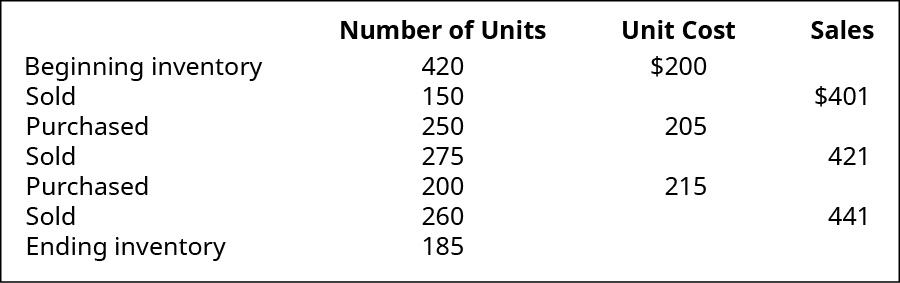 Number of Units Unit Cost Sales
Beginning inventory 420 $200
Sold 150 $401
Purchased 250 205
Sold 275 421
Purchased 200 215
Sold 260 441
Ending inventory 185